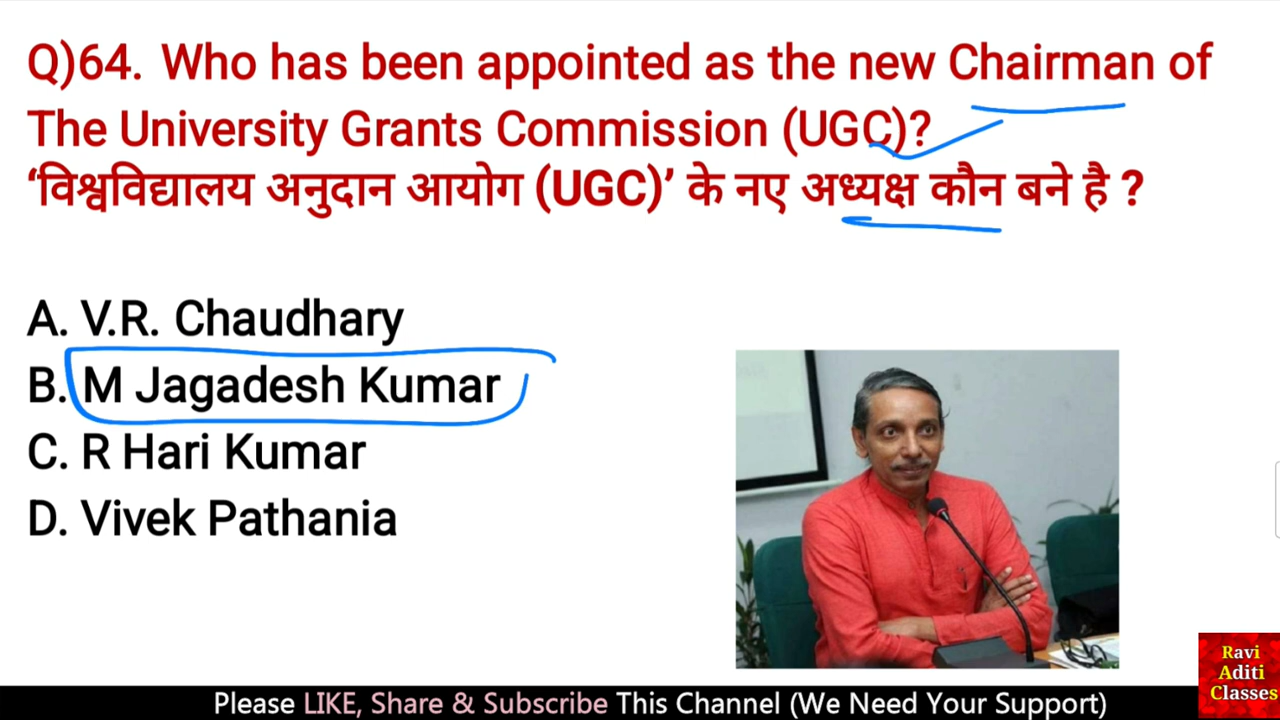 Q)64. Who has been appointed as the new Chairman of
The University Grants Commission (UGC)?
‘विश्वविद्यालय अनुदान आयोग (UGC)’ के नए अध्यक्ष कौन बने है ?
A. V.R. Chaudhary
B. M Jagadesh Kumar
C. R Hari Kumar
D. Vivek Pathania
Ravi
Aditi
Classes
Please LIKE, Share & Subscribe This Channel (We Need Your Support)